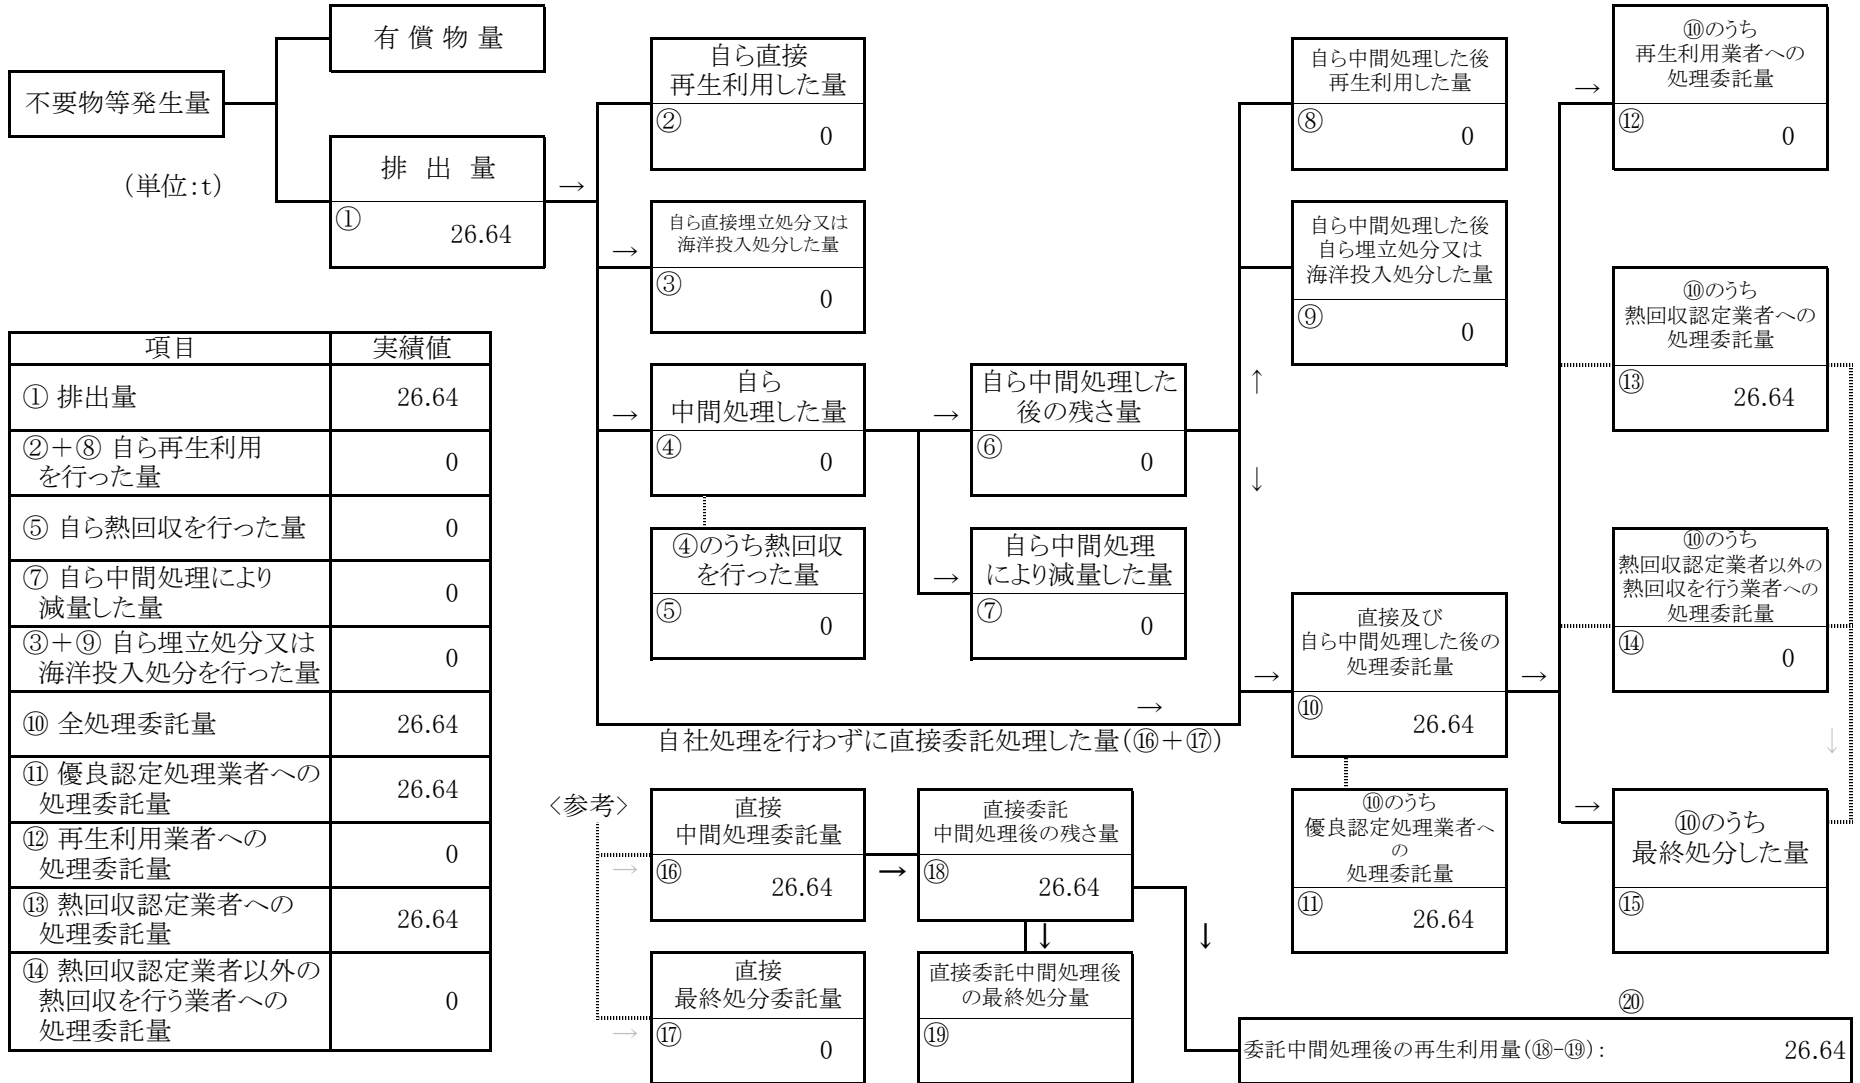 不要物等発生量
有 償 物 量
排 出 量
①
26.64
(単位:t)
→
自ら直接
再生利用した量
②
0
→
自ら直接埋立処分又は
海洋投入処分した量
③
0
→
自ら
中間処理した量
④
0
④のうち熱回収
を行った量
⑤
0
→
自ら中間処理した
後の残さ量
⑥
0
→
自ら中間処理
により減量した量
⑦
0
自ら中間処理した後
再生利用した量
⑧
0
自ら中間処理した後
自ら埋立処分又は
海洋投入処分した量
⑨
0
↑
↓
→
自社処理を行わずに直接委託処理した量(⑯+⑰)
→
直接及び
自ら中間処理した後の
処理委託量
⑩
26.64
⑩のうち
優良認定処理業者へ
の
処理委託量
⑪
26.64
→
→
⑩のうち
再生利用業者への
処理委託量
⑫
0
⑩のうち
熱回収認定業者への
処理委託量
⑬
26.64
⑩のうち
熱回収認定業者以外の
熱回収を行う業者への
処理委託量
⑭
0
↓
→
⑩のうち
最終処分した量
⑮
項目 実績値
① 排出量 26.64
②+⑧ 自ら再生利用
を行った量 0
⑤ 自ら熱回収を行った量 0
⑦ 自ら中間処理により
減量した量 0
③+⑨ 自ら埋立処分又は
海洋投入処分を行った量 0
⑩ 全処理委託量 26.64
⑪ 優良認定処理業者への
処理委託量 26.64
⑫ 再生利用業者への
処理委託量 0
⑬ 熱回収認定業者への
処理委託量 26.64
⑭ 熱回収認定業者以外の
熱回収を行う業者への
処理委託量 0
<参考>
→
直接
中間処理委託量
⑯
26.64
→
直接委託
中間処理後の残さ量
⑱
26.64
↓
↓
→
直接
最終処分委託量
⑰
0
直接委託中間処理後
の最終処分量
⑲
⑳
委託中間処理後の再生利用量(⑱-⑲): 26.64